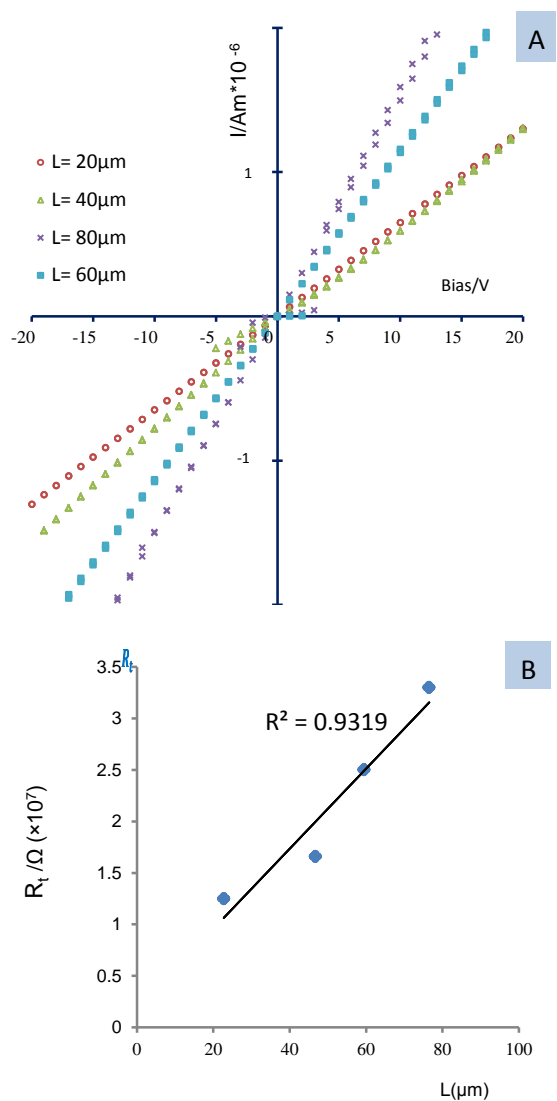 A
I/Am*10⁻⁶
L= 20µm
L= 40µm
L= 80µm
L= 60µm
1
Bias/V
-20 -15 -10 -5 5 10 15 20
-1
B
Rₜ
3.5
R² = 0.9319
3
2.5
2
1.5
1
0.5
0
Rₜ /Ω (×10⁷)
0 20 40 60 80 100
L(µm)